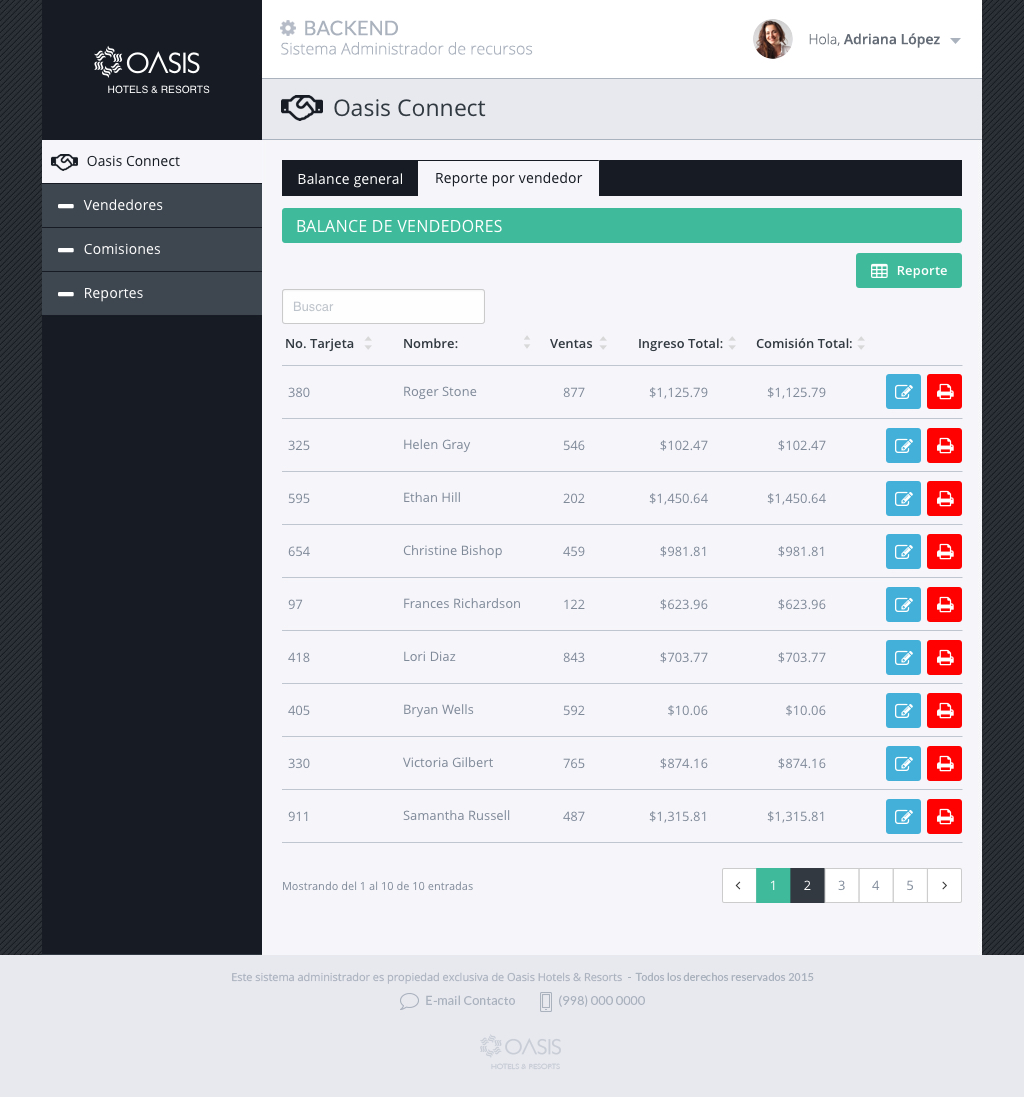 OASIS
HOTELS & RESORTS
BACKEND
Sistema Administrador de recursos
Hola, Adriana López
Oasis Connect
Oasis Connect
Vendedores
Comisiones
Reportes
Balance general Reporte por vendedor
BALANCE DE VENDEDORES
Reporte
Buscar
No. Tarjeta Nombre: Ventas Ingreso Total: Comisión Total:
380 Roger Stone 877 $1,125.79 $1,125.79
325 Helen Gray 546 $102.47 $102.47
595 Ethan Hill 202 $1,450.64 $1,450.64
654 Christine Bishop 459 $981.81 $981.81
97 Frances Richardson 122 $623.96 $623.96
418 Lori Diaz 843 $703.77 $703.77
405 Bryan Wells 592 $10.06 $10.06
330 Victoria Gilbert 765 $874.16 $874.16
911 Samantha Russell 487 $1,315.81 $1,315.81
Mostrando del 1 al 10 de 10 entradas
1 2 3 4 5
Este sistema administrador es propiedad exclusiva de Oasis Hotels & Resorts - Todos los derechos reservados 2015
E-mail Contacto (998) 000 0000
OASIS
HOTELS & RESORTS